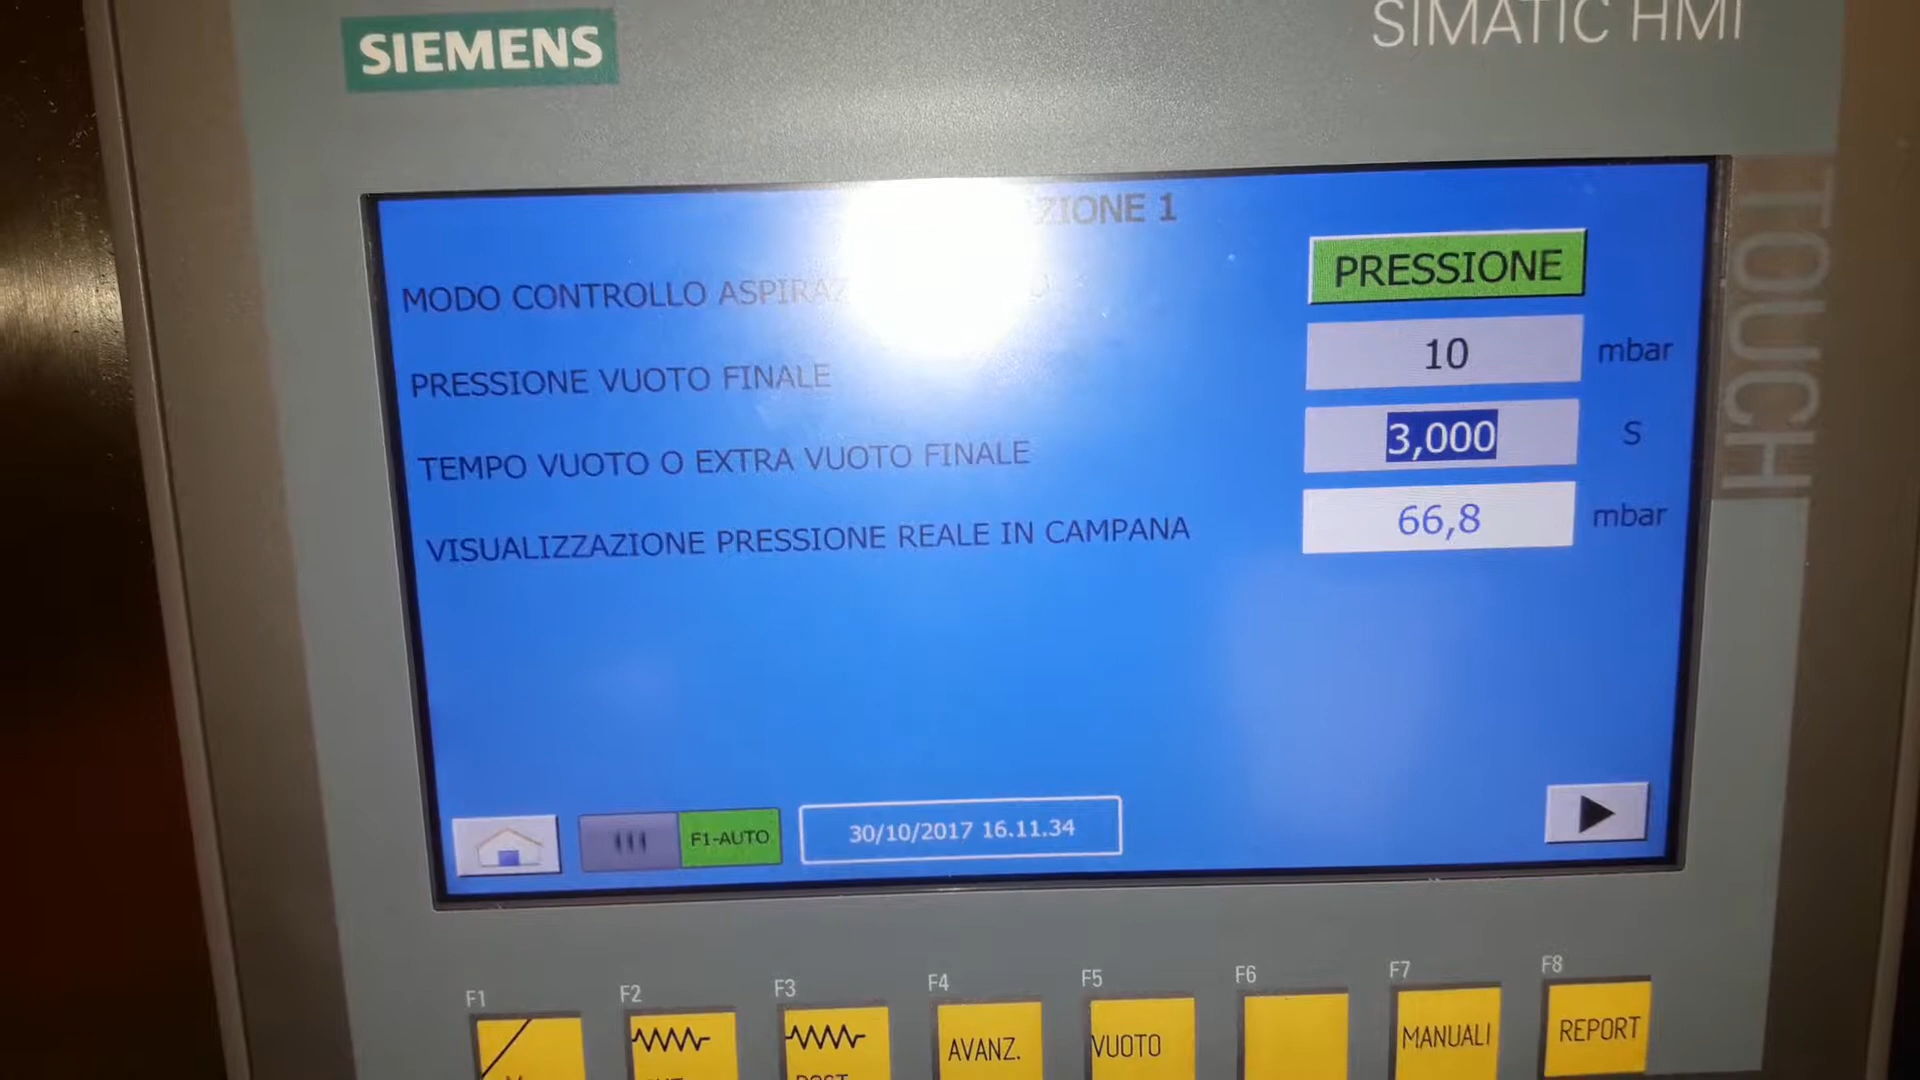 SIEMENS
SIMATIC HMI
TOUCH
ZIONE 1
MODO CONTROLLO ASPIRAZ
PRESSIONE
PRESSIONE VUOTO FINALE
10 mbar
TEMPO VUOTO O EXTRA VUOTO FINALE
3,000 S
VISUALIZZAZIONE PRESSIONE REALE IN CAMPANA
66,8 mbar
F1-AUTO
30/10/2017 16.11.34
F1 F2 F3 F4 F5 F6 F7 F8
AVANZ.
VUOTO
MANUALI
REPORT